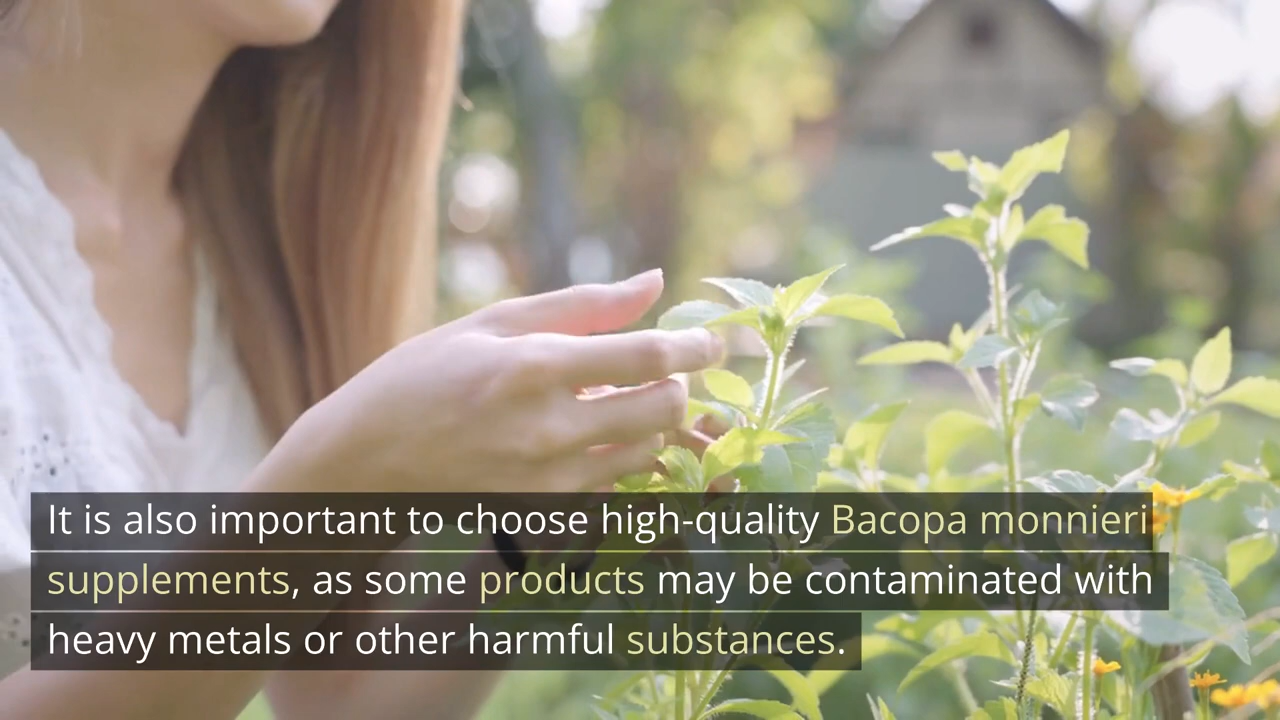 It is also important to choose high-quality Bacopa monnieri
supplements, as some products may be contaminated with
heavy metals or other harmful substances.